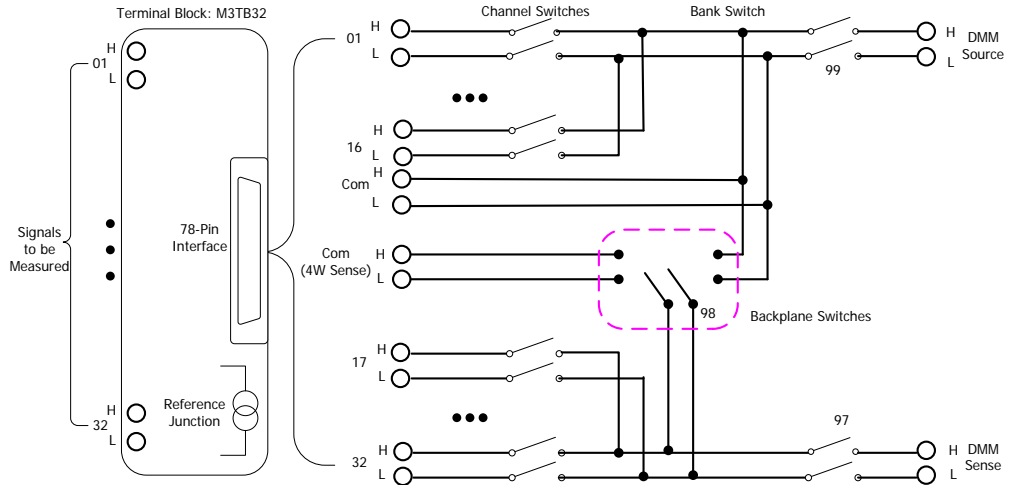 Terminal Block: M3TB32
Channel Switches
Bank Switch
H
01
L
Signals
to be
Measured
78-Pin
Interface
Reference
Junction
H
32
L
01
H
L
16
H
L
Com
H
L
Com
(4W Sense)
H
L
17
H
L
32
H
L
99
98
Backplane Switches
97
H
L
DMM
Source
H
L
DMM
Sense